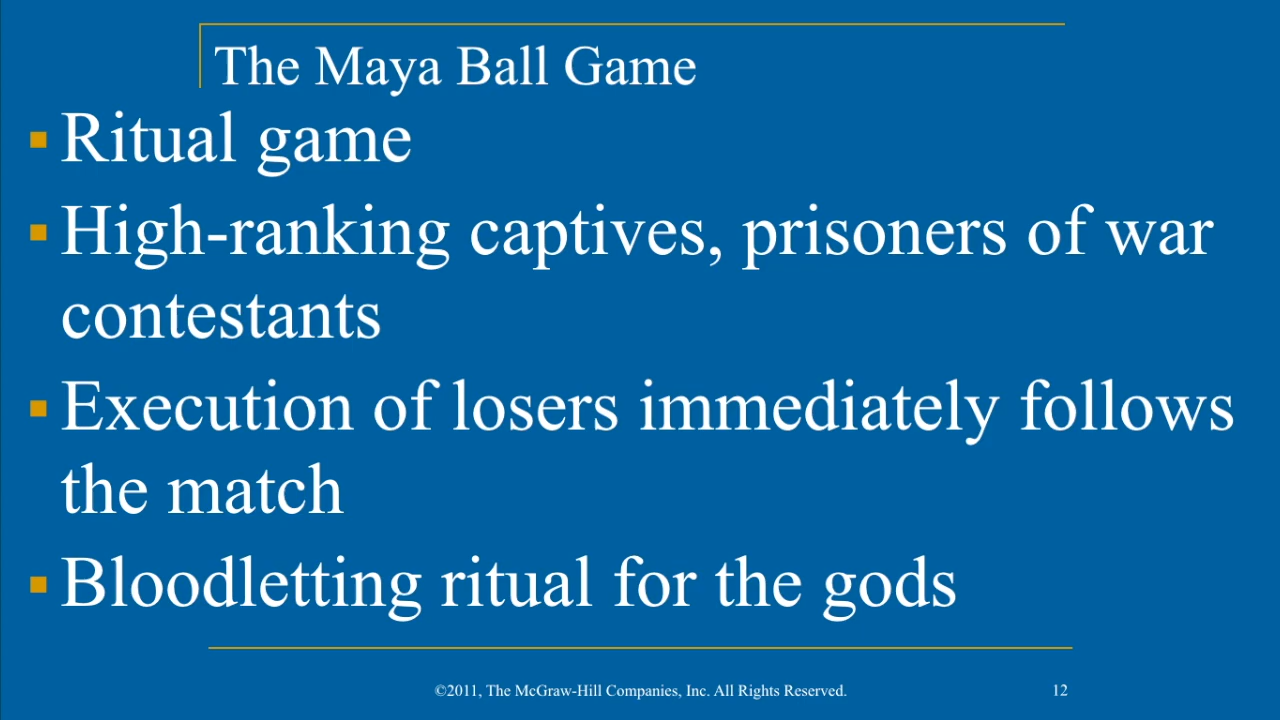 The Maya Ball Game
▪ Ritual game
▪ High-ranking captives, prisoners of war
contestants
▪ Execution of losers immediately follows
the match
▪ Bloodletting ritual for the gods
©2011, The McGraw-Hill Companies, Inc. All Rights Reserved.
12